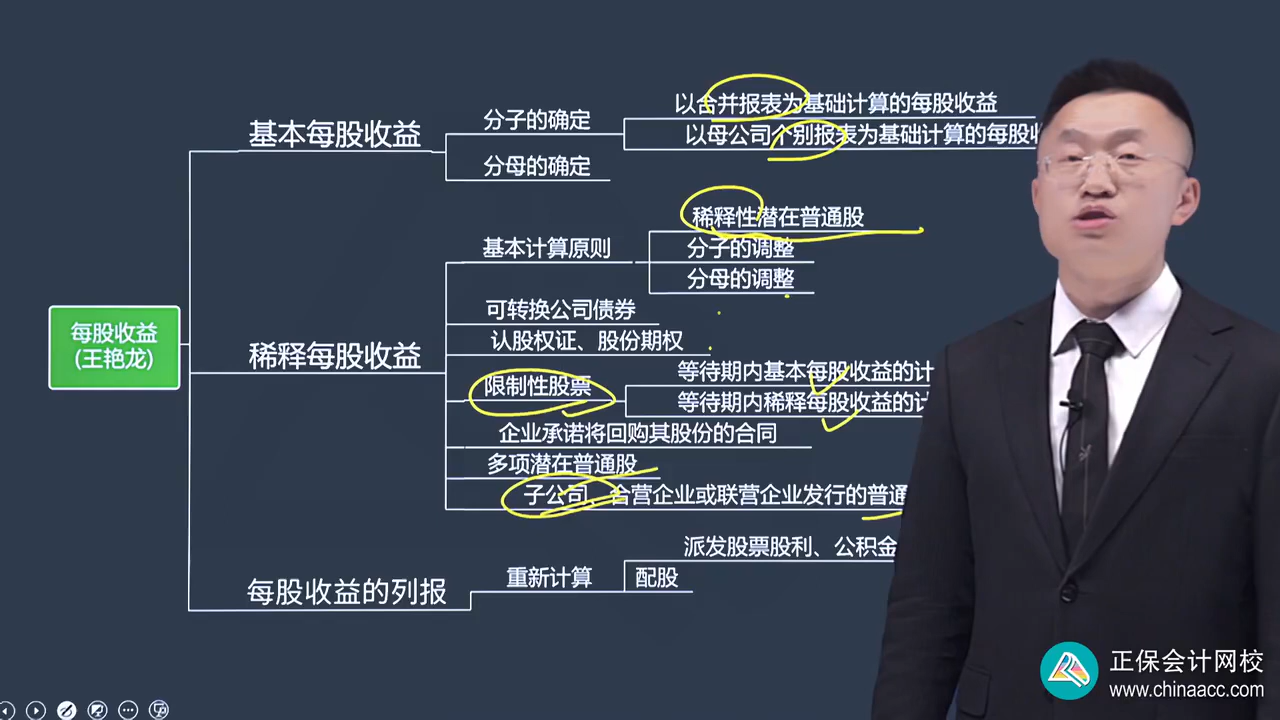 以合并报表为基础计算的每股收益
分子的确定
基本每股收益
以母公司个别报表为基础计算的每股
分母的确定
稀释性潜在普通股
基本计算原则
分子的调整
分母的调整
可转换公司债券
每股收益
(王艳龙)
认股权证、股份期权
稀释每股收益
等待期内基本每股收益的计
限制性股票
等待期内稀释每股收益的计
企业承诺将回购其股份的合同
多项潜在普通股
子公司、合营企业或联营企业发行的普通
派发股票股利、公积金
重新计算
配股
每股收益的列报
正保会计网校
www.chinaacc.com